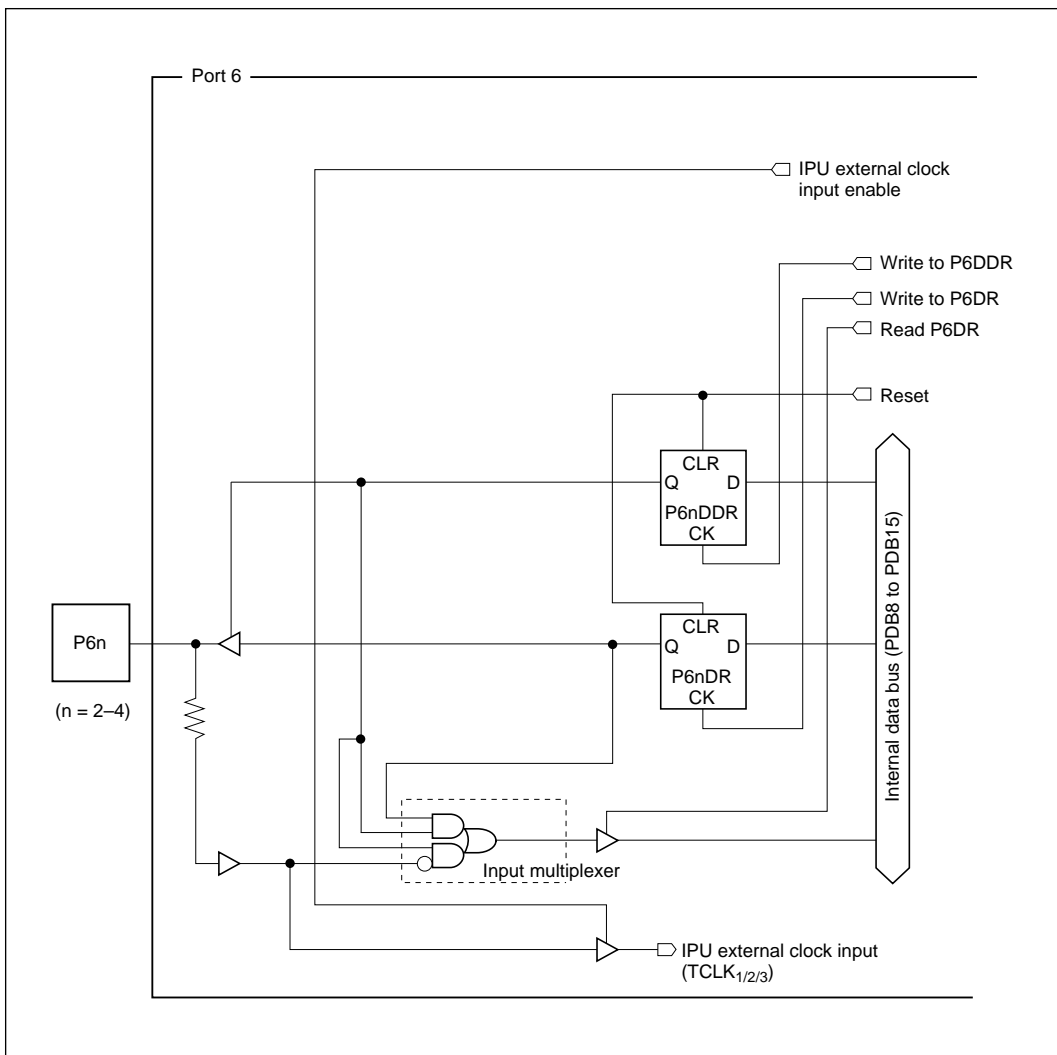 Port 6
IPU external clock
input enable
Write to P6DDR
Write to P6DR
Read P6DR
Reset
CLR
Q D
P6nDDR
CK
Internal data bus (PDB8 to PDB15)
P6n
(n = 2–4)
CLR
Q D
P6nDR
CK
Input multiplexer
IPU external clock input
(TCLK1/2/3)